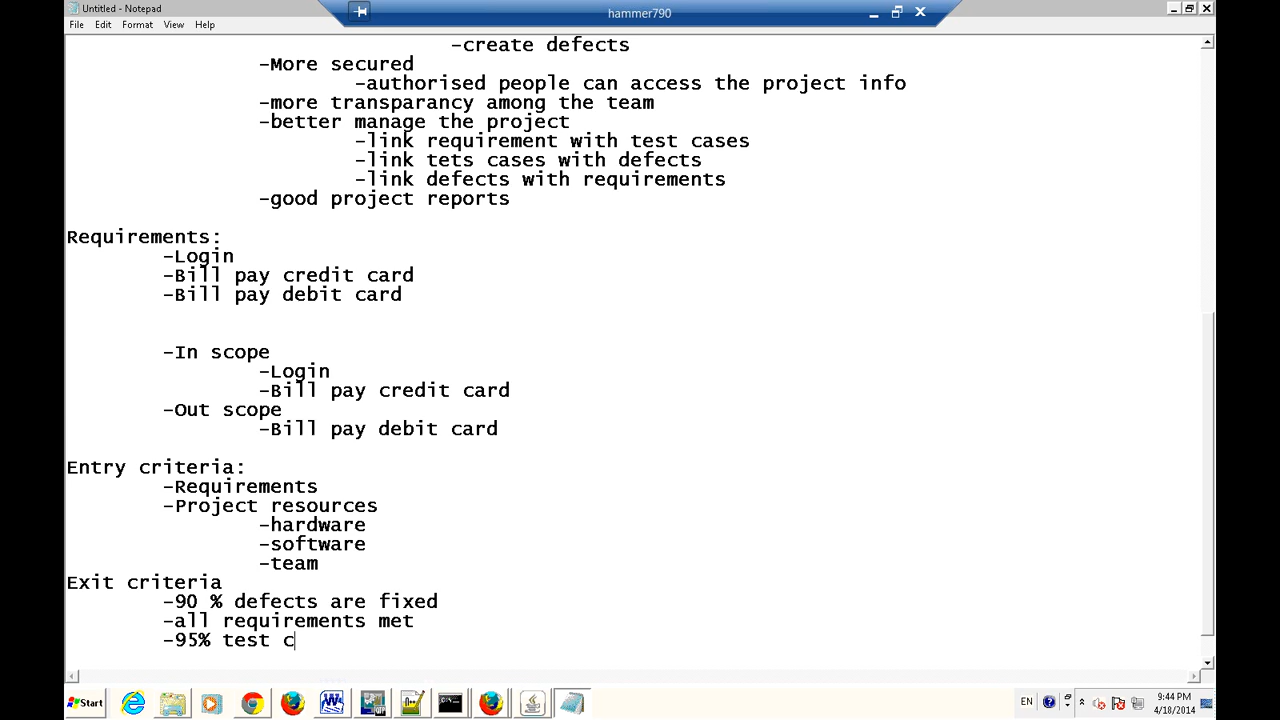 Untitled - Notepad
hammer790
File Edit Format View Help
-create defects
-More secured
-authorised people can access the project info
-more transparancy among the team
-better manage the project
-link requirement with test cases
-link tets cases with defects
-link defects with requirements
-good project reports
Requirements:
-Login
-Bill pay credit card
-Bill pay debit card
-In scope
-Login
-Bill pay credit card
-Out scope
-Bill pay debit card
Entry criteria:
-Requirements
-Project resources
-hardware
-software
-team
Exit criteria
-90 % defects are fixed
-all requirements met
-95% test c
Start
EN
9:44 PM
4/18/2014